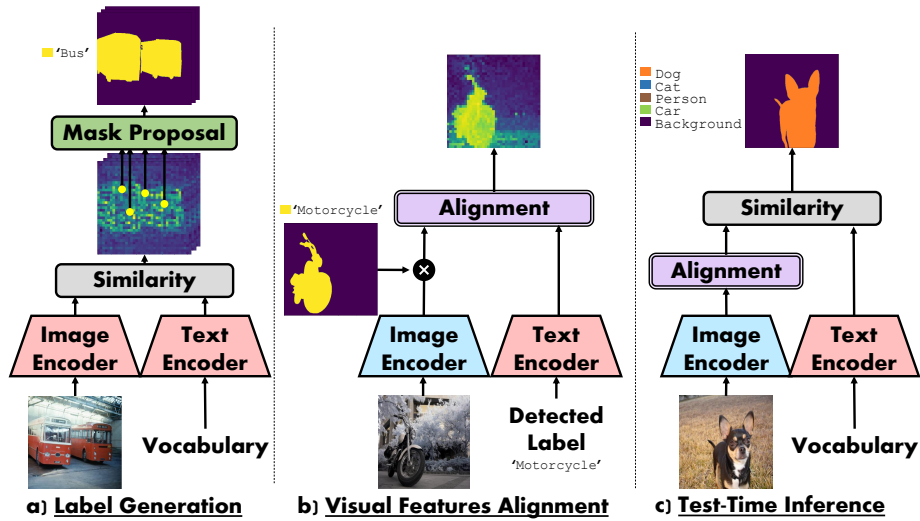 'Bus'
Mask Proposal
Similarity
Image
Encoder
Text
Encoder
Vocabulary
a) Label Generation
'Motorcycle'
Alignment
Image
Encoder
Text
Encoder
Detected
Label
'Motorcycle'
b) Visual Features Alignment
Dog
Cat
Person
Car
Background
Similarity
Alignment
Image
Encoder
Text
Encoder
Vocabulary
c) Test-Time Inference